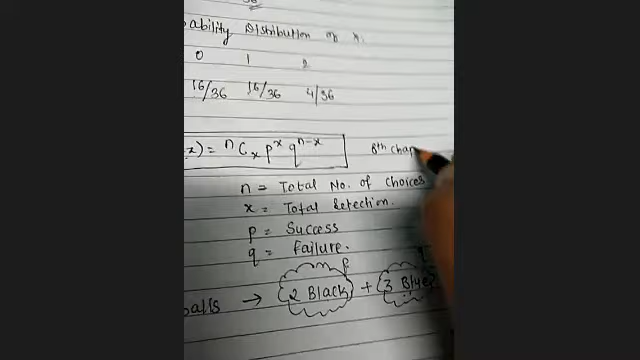 ability Distribution of x.
0 1 2
16/36 16/36 4/36
x) = ⁿCₓ pˣ qⁿ⁻ˣ 8th chap
n = Total No. of choices
x = Total Selection.
p = Success
q = Failure.
p q
balls → 2 Black + 3 Blue